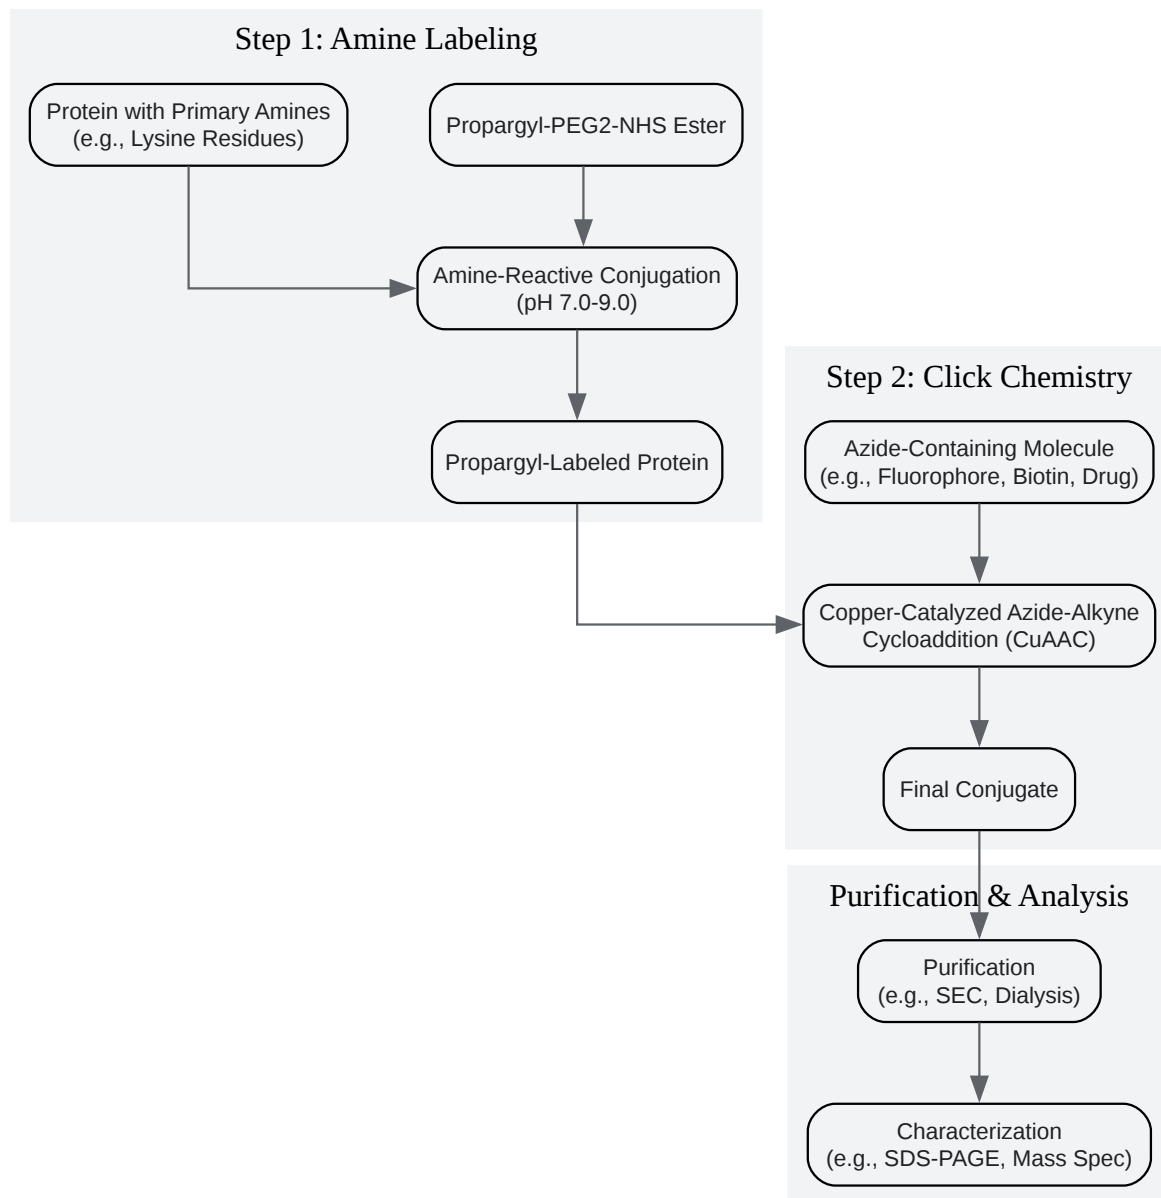 Step 1: Amine Labeling
Protein with Primary Amines
(e.g., Lysine Residues)
Propargyl-PEG2-NHS Ester
Amine-Reactive Conjugation
(pH 7.0-9.0)
Propargyl-Labeled Protein
Step 2: Click Chemistry
Azide-Containing Molecule
(e.g., Fluorophore, Biotin, Drug)
Copper-Catalyzed Azide-Alkyne
Cycloaddition (CuAAC)
Final Conjugate
Purification & Analysis
Purification
(e.g., SEC, Dialysis)
Characterization
(e.g., SDS-PAGE, Mass Spec)